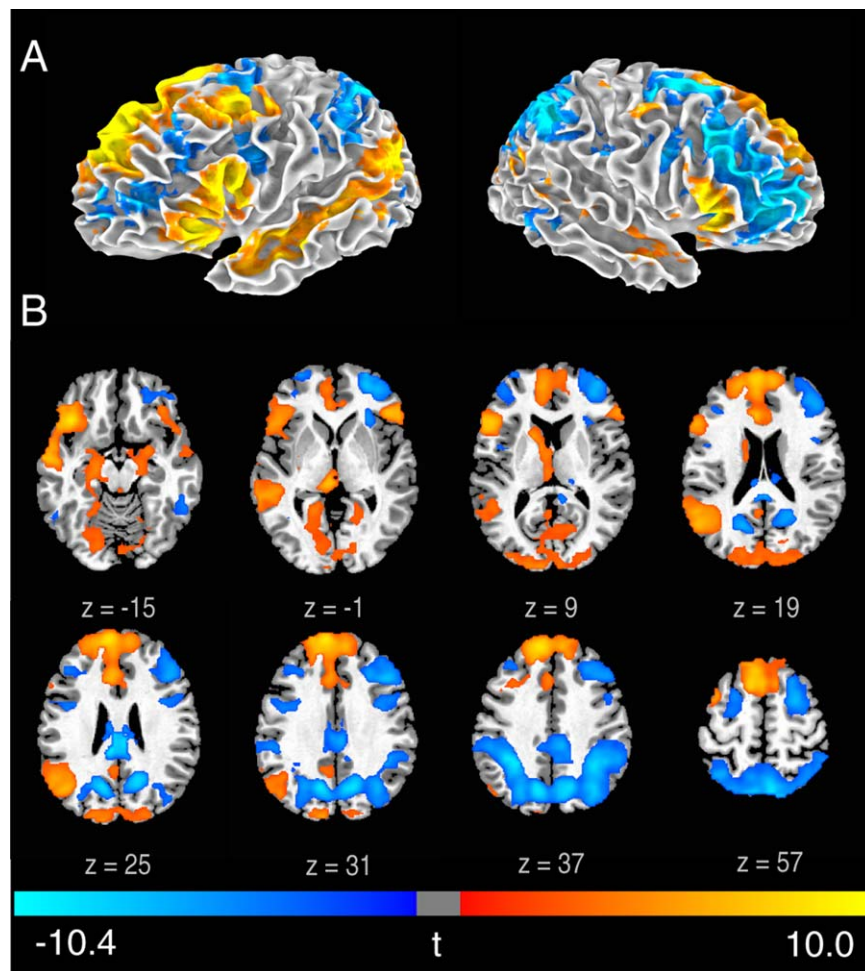 A
B
z = -15 z = -1 z = 9 z = 19
z = 25 z = 31 z = 37 z = 57
-10.4 t 10.0